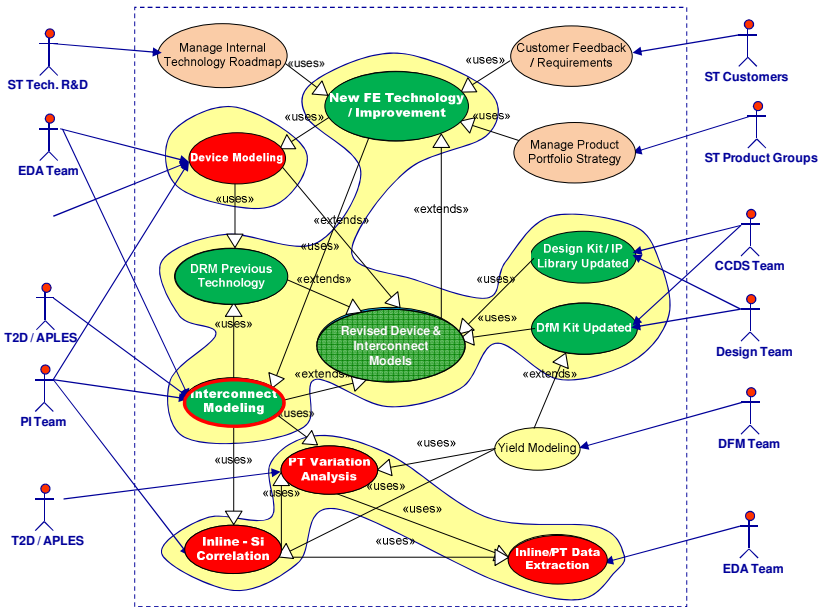 Manage Internal
Technology Roadmap
Customer Feedback
/ Requirements
«uses»
«uses»
ST Tech. R&D
ST Customers
New FE Technology
/ Improvement
«uses»
«uses»
EDA Team
Device Modeling
Manage Product
Portfolio Strategy
ST Product Groups
«uses»
«extends»
«extends»
«uses»
Design Kit / IP
Library Updated
CCDS Team
DRM Previous
Technology
«extends»
«uses»
T2D / APLES
«uses»
Revised Device &
Interconnect
Models
«uses»
DfM Kit Updated
Design Team
«extends»
«extends»
Interconnect
Modeling
PI Team
«uses»
«uses»
Yield Modeling
DFM Team
«uses»
PT Variation
Analysis
«uses»
«uses»
«uses»
T2D / APLES
Inline - Si
Correlation
«uses»
Inline/PT Data
Extraction
EDA Team